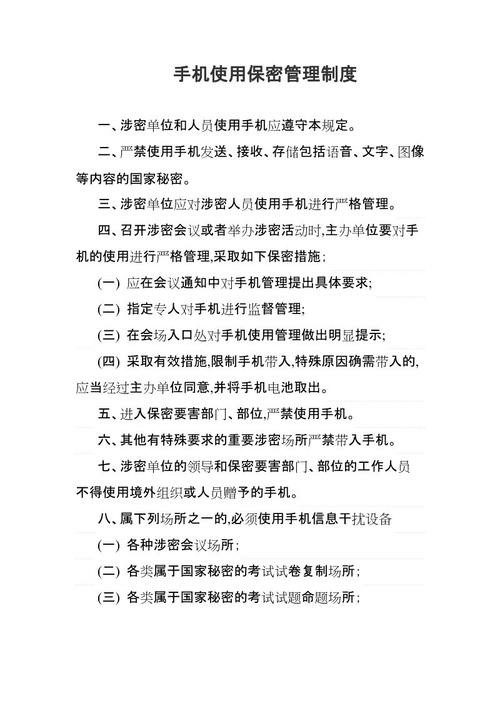 手机使用保密管理制度
一、涉密单位和人员使用手机应遵守本规定。
二、严禁使用手机发送、接收、存储包括语音、文字、图像
等内容的国家秘密。
三、涉密单位应对涉密人员使用手机进行严格管理。
四、召开涉密会议或者举办涉密活动时,主办单位要对手
机的使用进行严格管理,采取如下保密措施;
(一) 应在会议通知中对手机管理提出具体要求;
(二) 指定专人对手机进行监督管理;
(三) 在会场入口处对手机使用管理做出明显提示;
(四) 采取有效措施,限制手机带入,特殊原因确需带入的,
应当经过主办单位同意,并将手机电池取出。
五、进入保密要害部门、部位,严禁使用手机。
六、其他有特殊要求的重要涉密场所严禁带入手机。
七、涉密单位的领导和保密要害部门、部位的工作人员
不得使用境外组织或人员赠予的手机。
八、属下列场所之一的,必须使用手机信息干扰设备
(一) 各种涉密会议场所;
(二) 各类属于国家秘密的考试试卷复制场所;
(三) 各类属于国家秘密的考试试题命题场所;